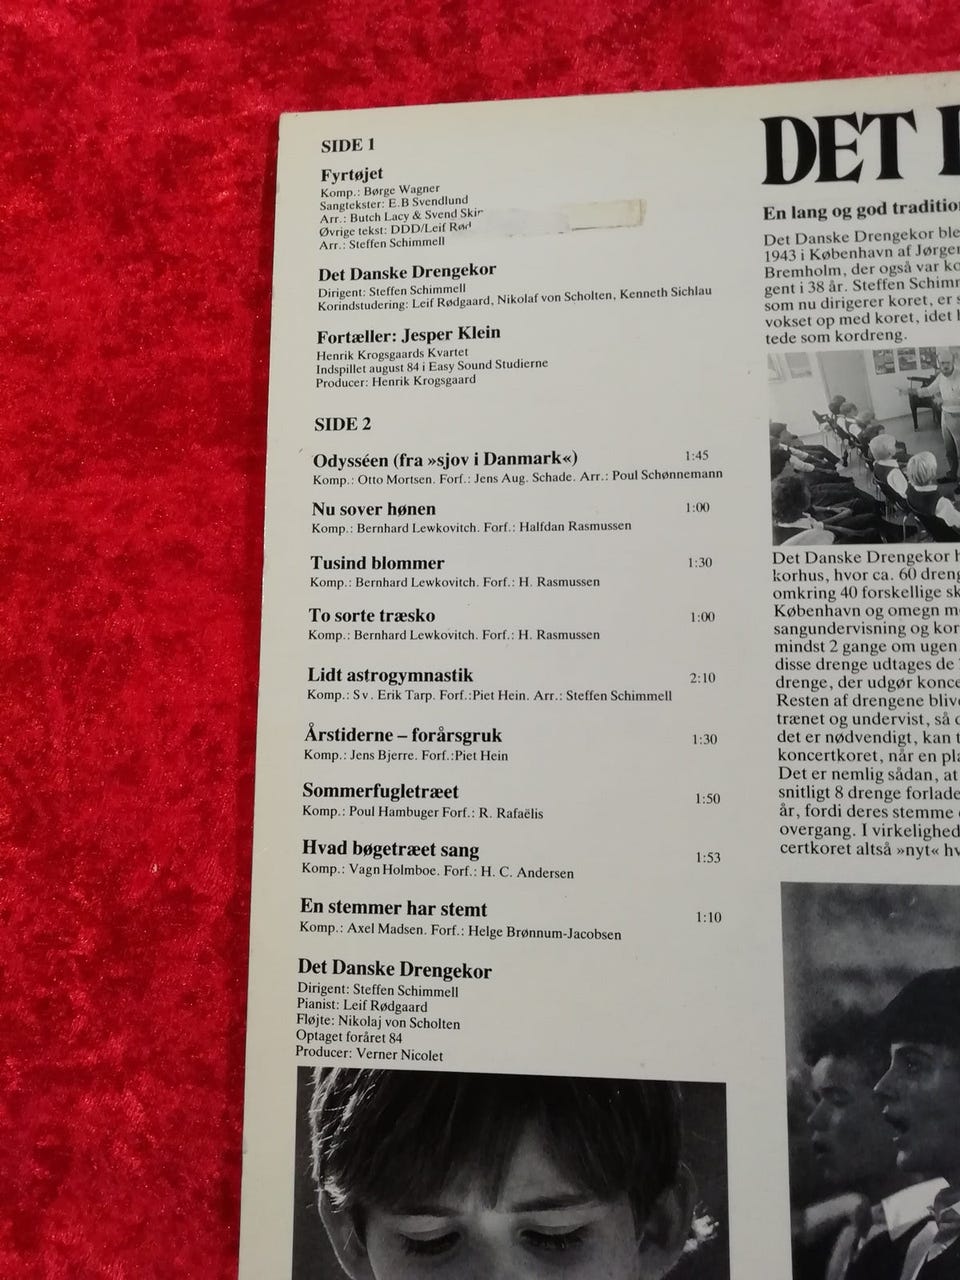 SIDE 1
Fyrtøjet
Komp.: Børge Wagner
Sangtekster: E.B Svendlund
Arr.: Butch Lacy & Svend
Øvrige tekst: DDD/Leif
Arr.: Steffen Schimmell
Det Danske Drengekor
Dirigent: Steffen Schimmell
Korindstudering: Leif Rødgaard, Nikolaf von Scholten, Kenneth Sichlau
Fortæller: Jesper Klein
Henrik Krogsgaards Kvartet
Indspillet august 84 i Easy Sound Studierne
Producer: Henrik Krogsgaard
SIDE 2
Odysséen (fra »sjov i Danmark«) 1:45
Komp.: Otto Mortsen. Forf.: Jens Aug. Schade. Arr.: Poul Schønnemann
Nu sover hønen 1:00
Komp.: Bernhard Lewkovitch. Forf.: Halfdan Rasmussen
Tusind blommer 1:30
Komp.: Bernhard Lewkovitch. Forf.: H. Rasmussen
To sorte træsko 1:00
Komp.: Bernhard Lewkovitch. Forf.: H. Rasmussen
Lidt astrogymnastik 2:10
Komp.: Sv. Erik Tarp. Forf.:Piet Hein. Arr.: Steffen Schimmell
Årstiderne – forårsgruk 1:30
Komp.: Jens Bjerre. Forf.:Piet Hein
Sommerfugletræet 1:50
Komp.: Poul Hambuger Forf.: R. Rafaëlis
Hvad bøgetræet sang 1:53
Komp.: Vagn Holmboe. Forf.: H. C. Andersen
En stemmer har stemt 1:10
Komp.: Axel Madsen. Forf.: Helge Brønnum-Jacobsen
Det Danske Drengekor
Dirigent: Steffen Schimmell
Pianist: Leif Rødgaard
Fløjte: Nikolaj von Scholten
Optaget foråret 84
Producer: Verner Nicolet
DET
En lang og god tradition
Det Danske Drengekor ble
1943 i København af Jørgen
Bremholm, der også var ko
gent i 38 år. Steffen Schimm
som nu dirigerer koret, er s
vokset op med koret, idet h
tede som kordreng.
Det Danske Drengekor h
korhus, hvor ca. 60 dreng
omkring 40 forskellige sk
København og omegn m
sangundervisning og kor
mindst 2 gange om ugen
disse drenge udtages de
drenge, der udgør konce
Resten af drengene blive
trænet og undervist, så d
det er nødvendigt, kan t
koncertkoret, når en pla
Det er nemlig sådan, at
snitligt 8 drenge forlade
år, fordi deres stemme
overgang. I virkelighed
certkoret altså »nyt« hv